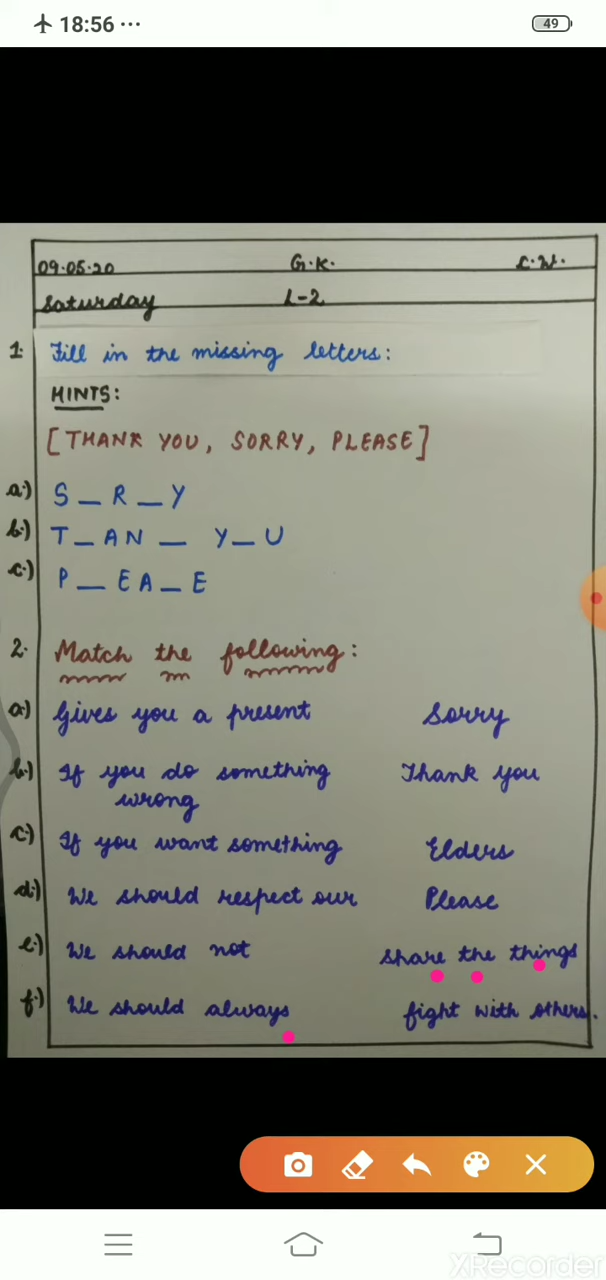 18:56 ...
49
09.05.20 G.K. C.W.
Saturday L-2
1. Fill in the missing letters:
HINTS:
[THANK YOU, SORRY, PLEASE]
a.) S _ R _ Y
b.) T _ A N _ Y _ U
c.) P _ E A _ E
2. Match the following:
a.) Gives you a present Sorry
b.) If you do something Thank you
wrong
c.) If you want something Elders
d.) We should respect our Please
e.) We should not share the things
f.) We should always fight with others.
XRecorder